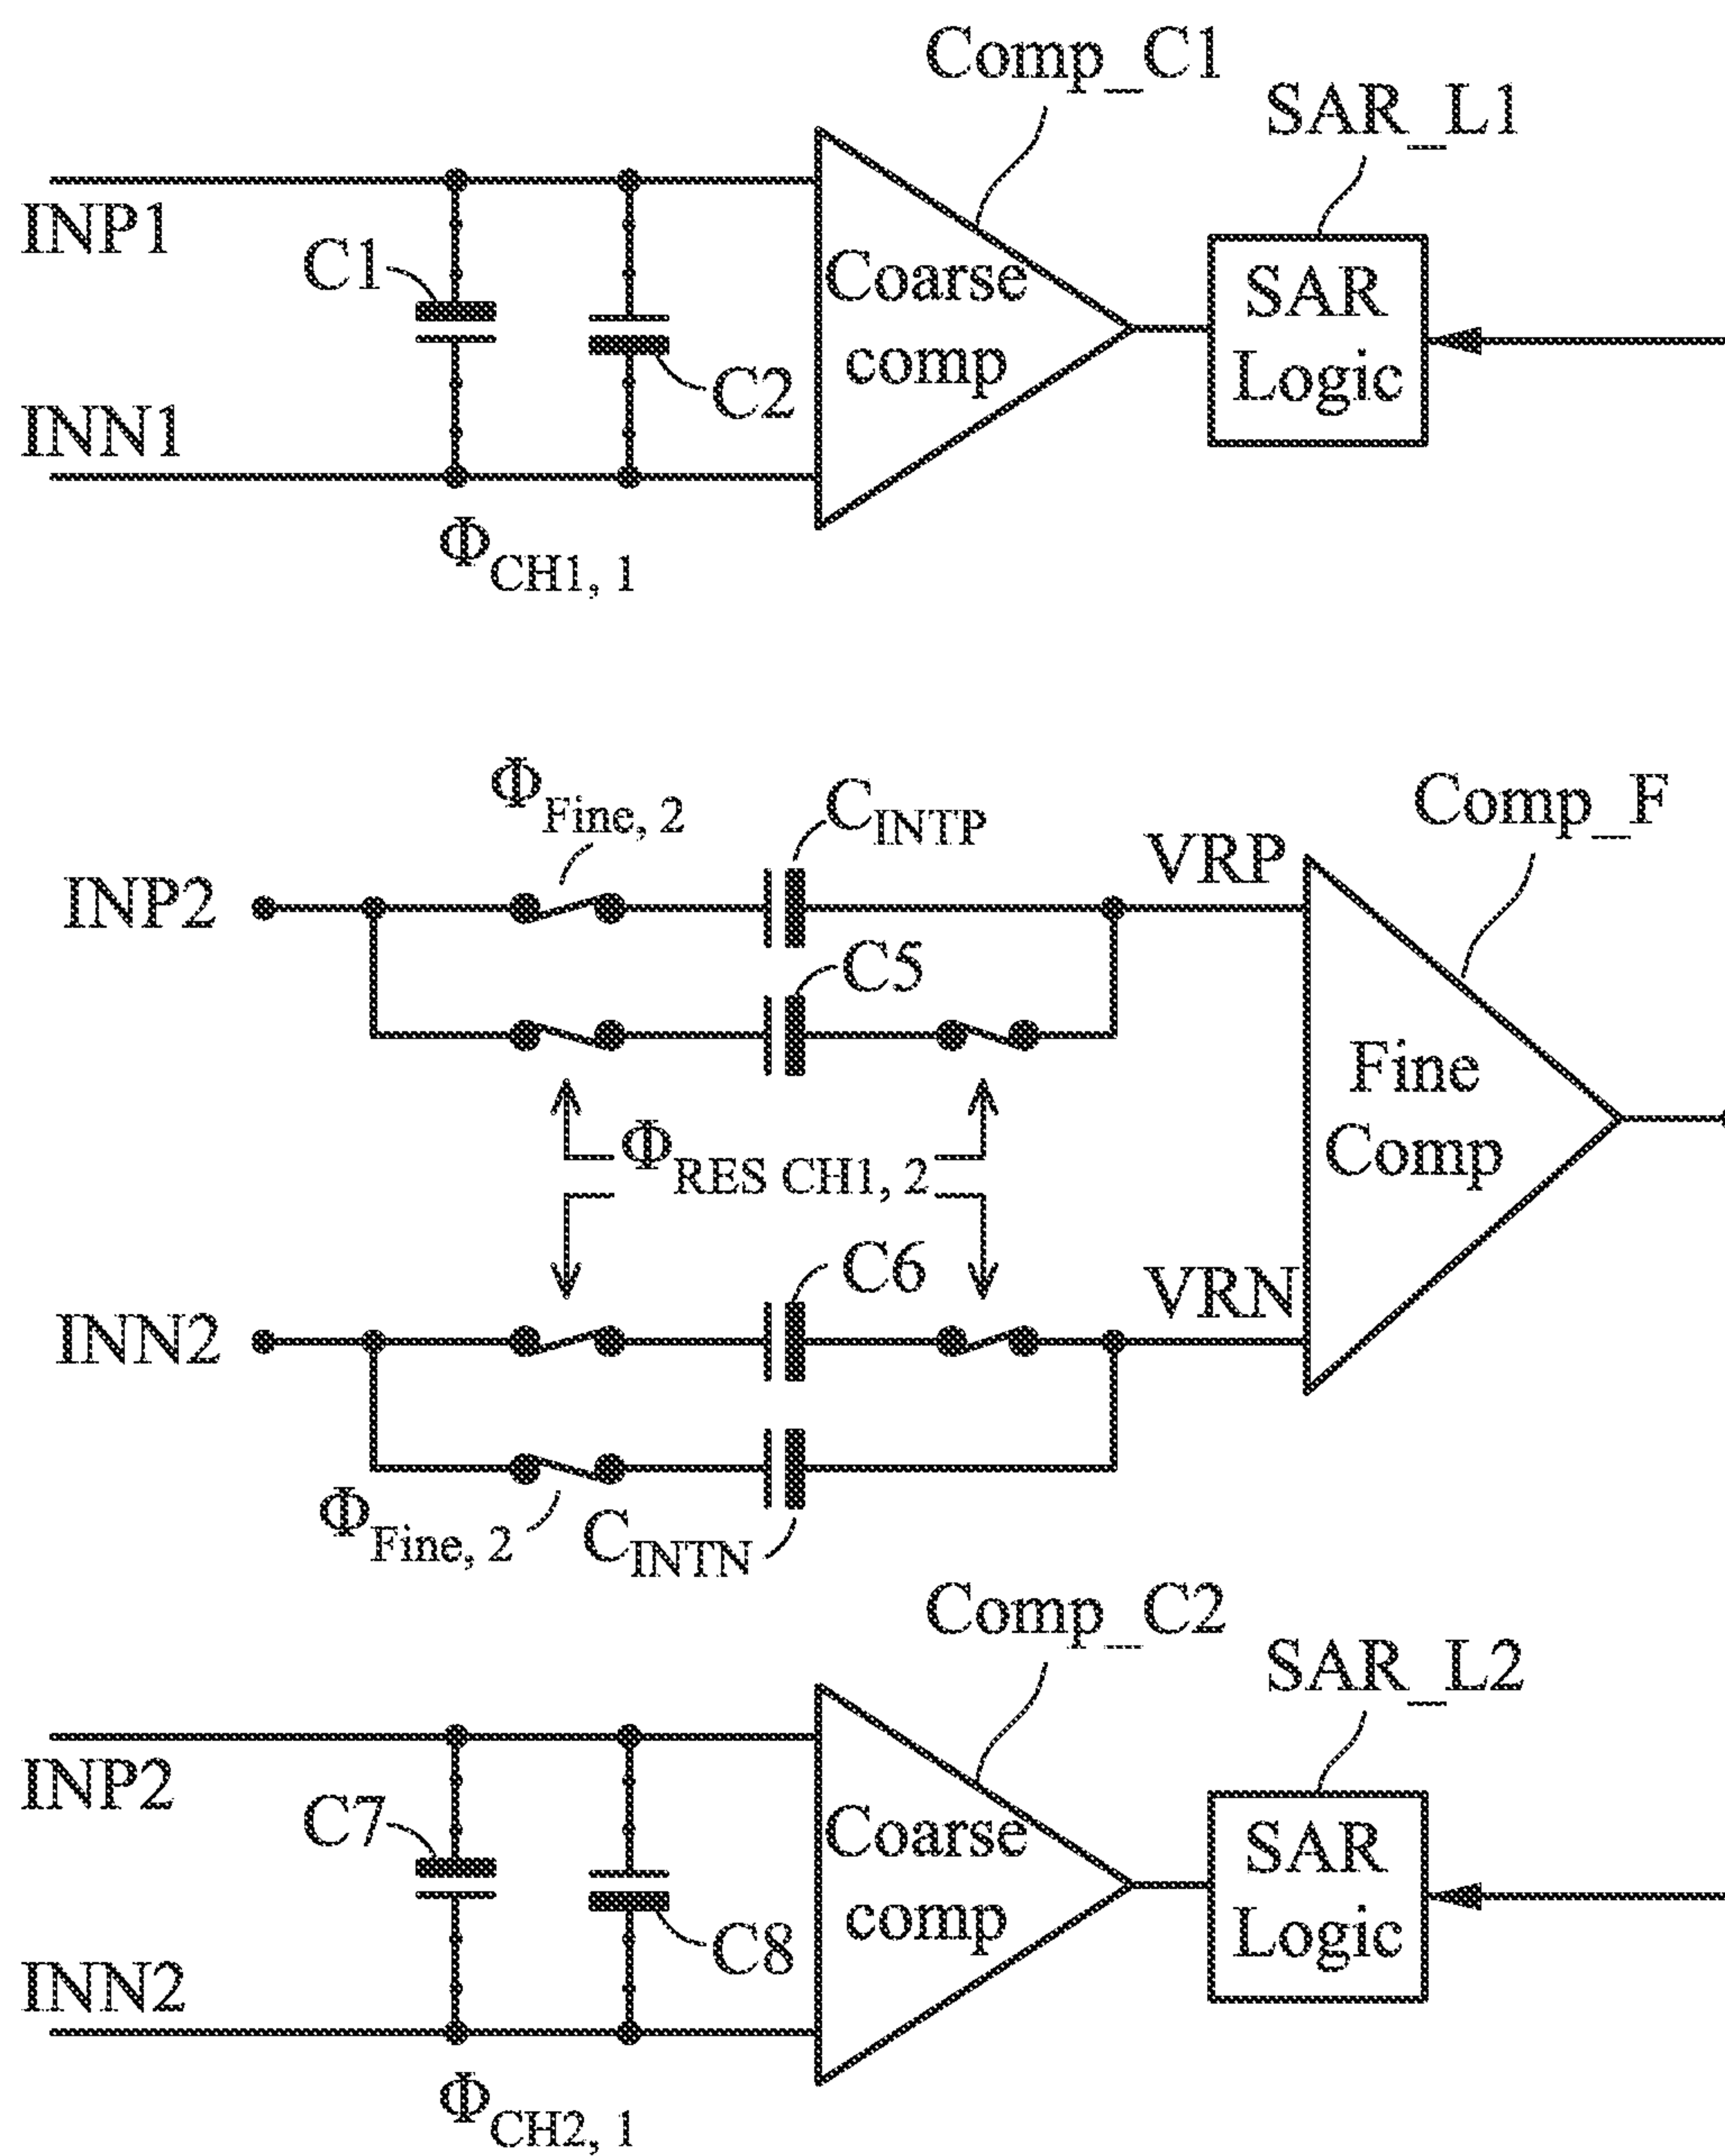 Comp_C1
SAR_L1
INP1
C1
Coarse
comp
SAR
Logic
C2
INN1
ΦCH1, 1
ΦFine, 2
CINTP
VRP
Comp_F
INP2
C5
Fine
Comp
ΦRES CH1, 2
C6
VRN
INN2
ΦFine, 2
CINTN
Comp_C2
SAR_L2
INP2
C7
Coarse
comp
SAR
Logic
C8
INN2
ΦCH2, 1